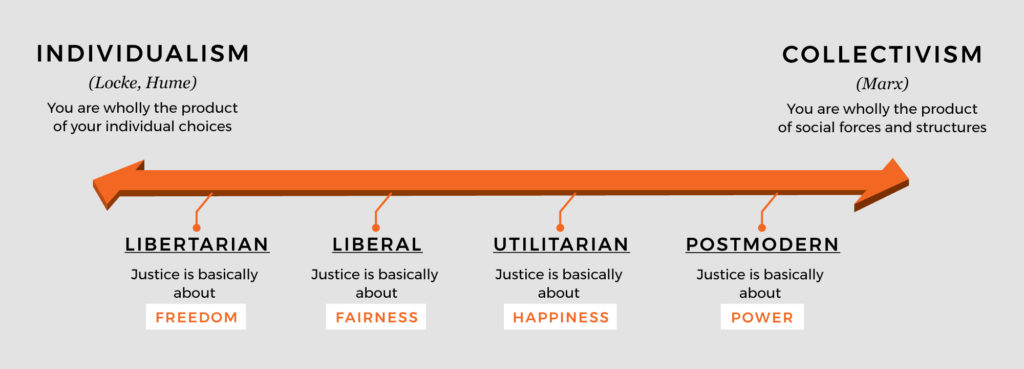 INDIVIDUALISM
(Locke, Hume)
You are wholly the product
of your individual choices
COLLECTIVISM
(Marx)
You are wholly the product
of social forces and structures
LIBERTARIAN
Justice is basically
about
FREEDOM
LIBERAL
Justice is basically
about
FAIRNESS
UTILITARIAN
Justice is basically
about
HAPPINESS
POSTMODERN
Justice is basically
about
POWER